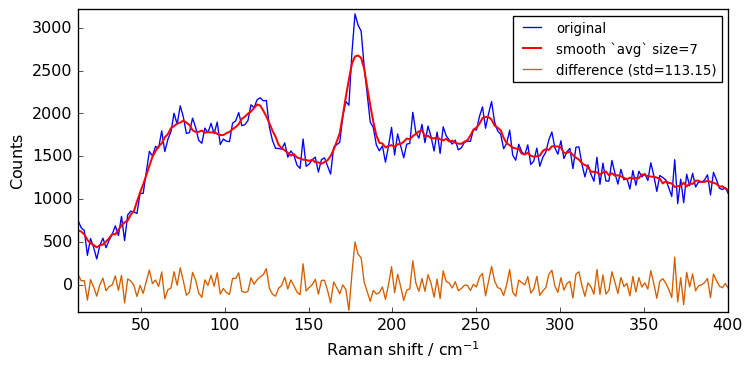 original
smooth `avg` size=7
difference (std=113.15)
3000
2500
2000
1500
1000
500
0
Counts
50 100 150 200 250 300 350 400
Raman shift / cm⁻¹